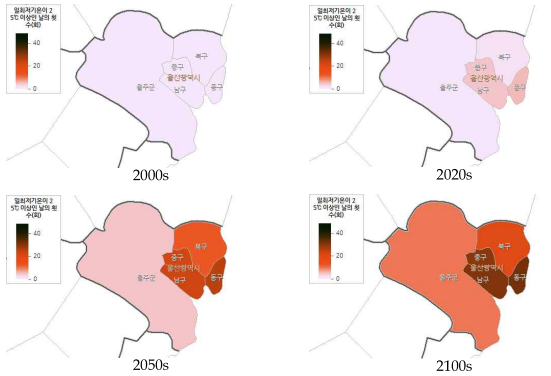 일최저기온이 2
5℃ 이상인 날의 횟
수(회)
40
20
0
북구
중구
울산광역시
울주군
남구
동구
2000s
일최저기온이 2
5℃ 이상인 날의 횟
수(회)
40
20
0
북구
중구
울산광역시
울주군
남구
동구
2020s
일최저기온이 2
5℃ 이상인 날의 횟
수(회)
40
20
0
북구
중구
울산광역시
울주군
남구
동구
2050s
일최저기온이 2
5℃ 이상인 날의 횟
수(회)
40
20
0
북구
중구
울산광역시
울주군
남구
동구
2100s